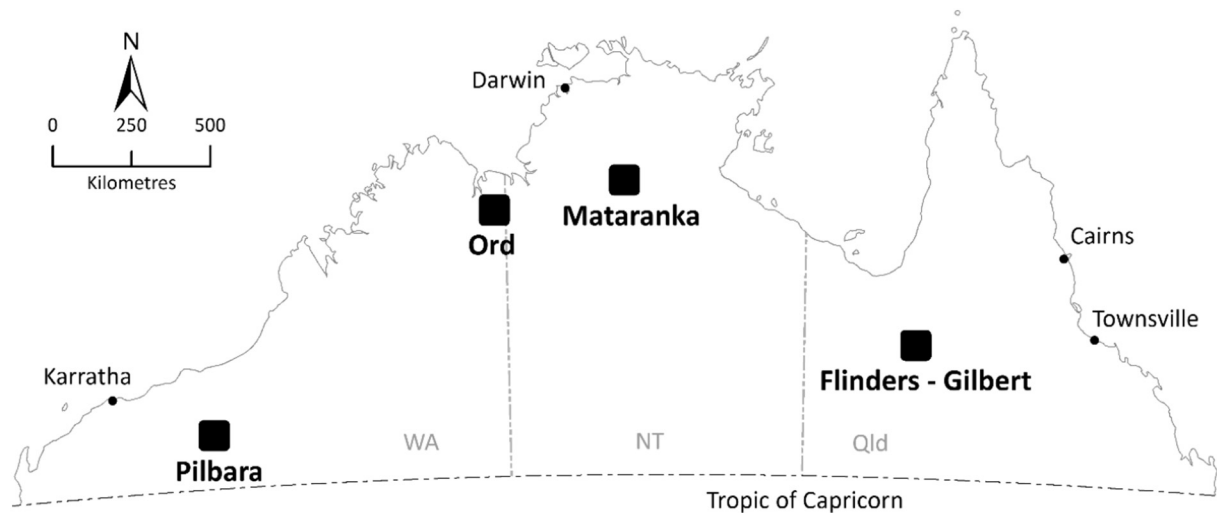 N
0 250 500
Kilometres
Darwin
Mataranka
Ord
Cairns
Townsville
Karratha
Flinders - Gilbert
WA NT Qld
Pilbara
Tropic of Capricorn